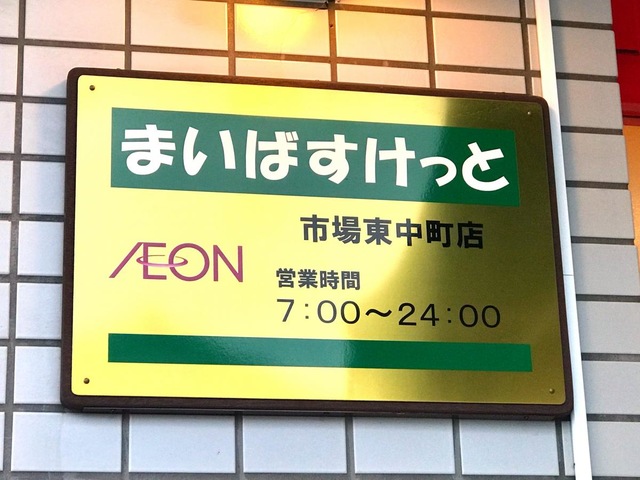 まいばすけっと
市場東中町店
ÆON
営業時間
7:00～24:00